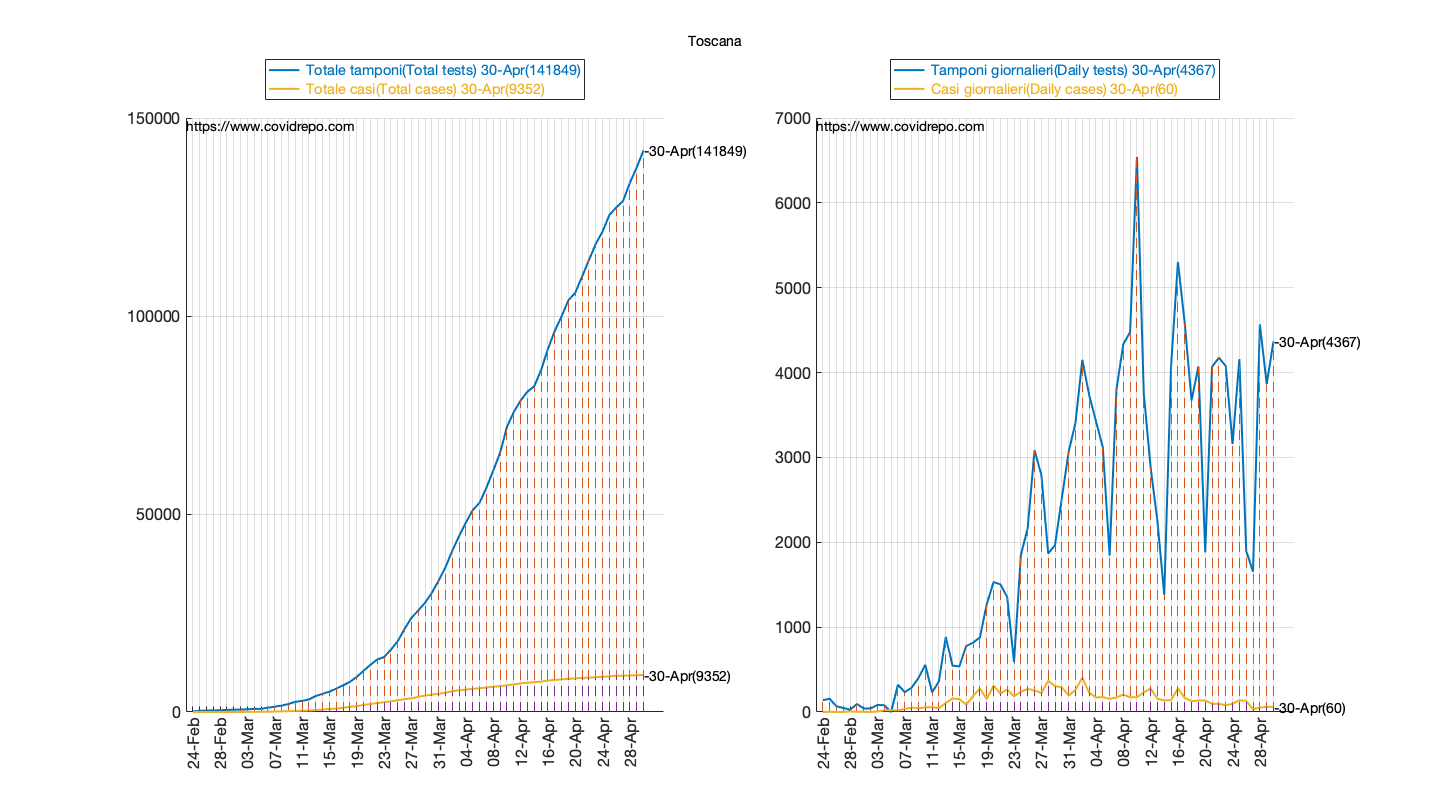 Toscana
Totale tamponi(Total tests) 30-Apr(141849)
Totale casi(Total cases) 30-Apr(9352)
150000
https://www.covidrepo.com
-30-Apr(141849)
100000
50000
-30-Apr(9352)
0
24-Feb
28-Feb
03-Mar
07-Mar
11-Mar
15-Mar
19-Mar
23-Mar
27-Mar
31-Mar
04-Apr
08-Apr
12-Apr
16-Apr
20-Apr
24-Apr
28-Apr
Tamponi giornalieri(Daily tests) 30-Apr(4367)
Casi giornalieri(Daily cases) 30-Apr(60)
7000
https://www.covidrepo.com
6000
5000
-30-Apr(4367)
4000
3000
2000
1000
-30-Apr(60)
0
24-Feb
28-Feb
03-Mar
07-Mar
11-Mar
15-Mar
19-Mar
23-Mar
27-Mar
31-Mar
04-Apr
08-Apr
12-Apr
16-Apr
20-Apr
24-Apr
28-Apr